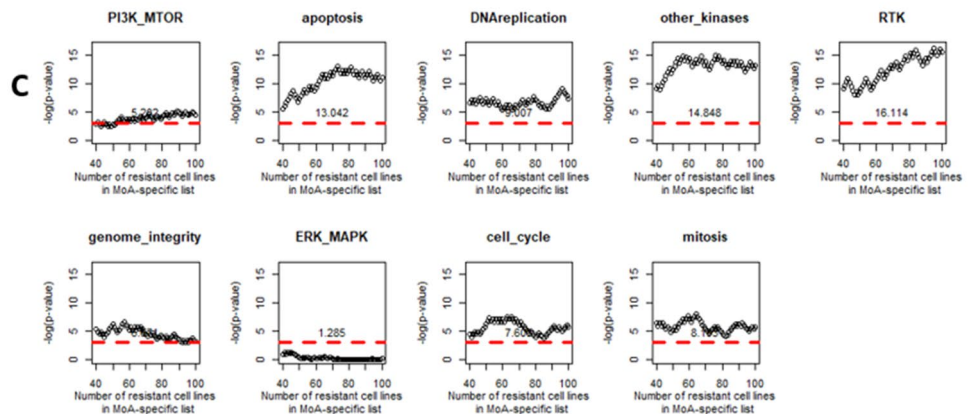 C
PI3K_MTOR
apoptosis
DNAreplication
other_kinases
RTK
-log(p-value)
15
10
5
0
13.042
9.007
14.848
16.114
40 60 80 100
Number of resistant cell lines
in MoA-specific list
-log(p-value)
15
10
5
0
40 60 80 100
Number of resistant cell lines
in MoA-specific list
-log(p-value)
15
10
5
0
40 60 80 100
Number of resistant cell lines
in MoA-specific list
-log(p-value)
15
10
5
0
40 60 80 100
Number of resistant cell lines
in MoA-specific list
-log(p-value)
15
10
5
0
40 60 80 100
Number of resistant cell lines
in MoA-specific list
genome_integrity
ERK_MAPK
cell_cycle
mitosis
-log(p-value)
15
10
5
0
40 60 80 100
Number of resistant cell lines
in MoA-specific list
-log(p-value)
15
10
5
0
1.285
40 60 80 100
Number of resistant cell lines
in MoA-specific list
-log(p-value)
15
10
5
0
40 60 80 100
Number of resistant cell lines
in MoA-specific list
-log(p-value)
15
10
5
0
40 60 80 100
Number of resistant cell lines
in MoA-specific list